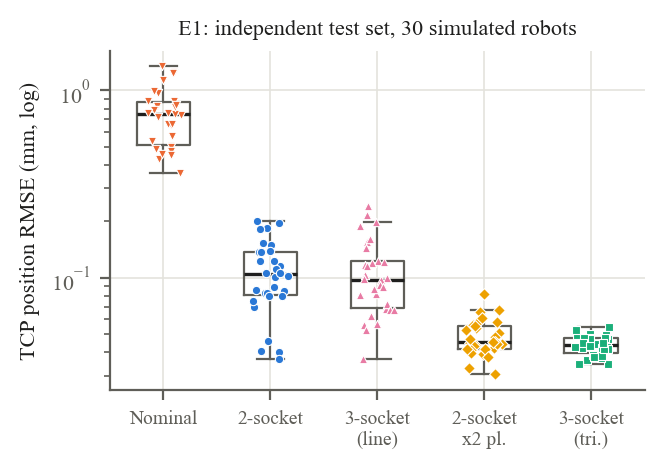 E1: independent test set, 30 simulated robots
TCP position RMSE (mm, log)
10⁰
10⁻¹
Nominal
2-socket
3-socket
(line)
2-socket
x2 pl.
3-socket
(tri.)